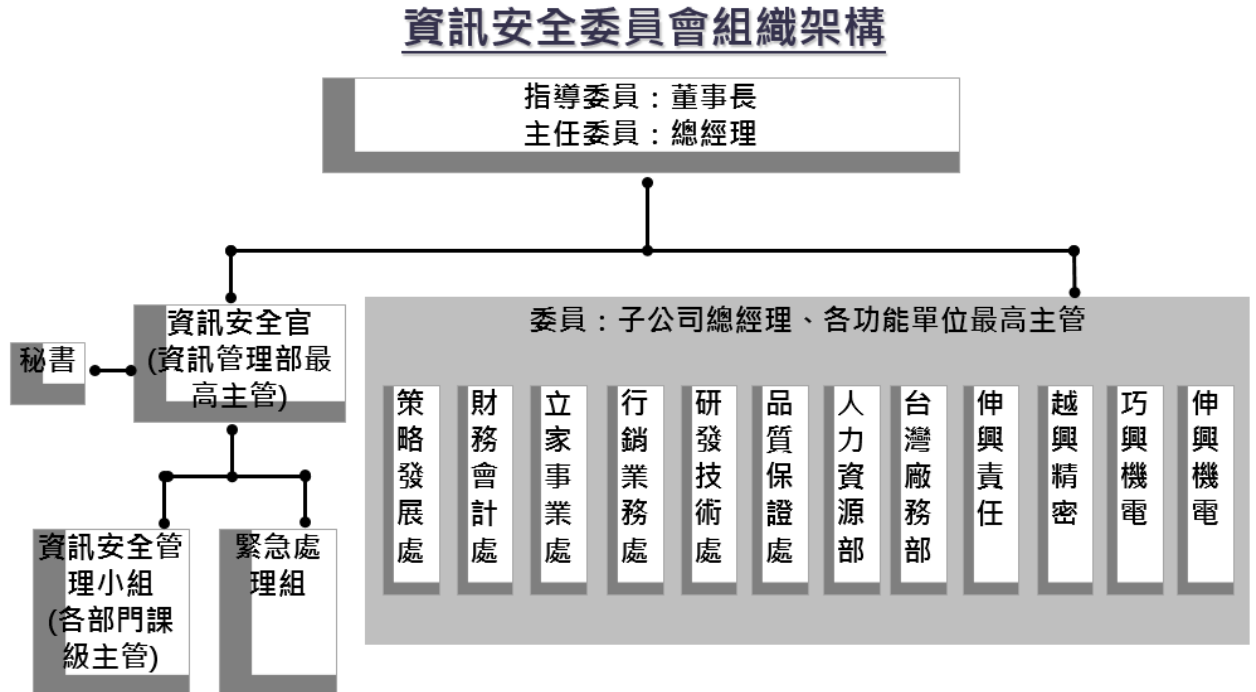 資訊安全委員會組織架構
指導委員：董事長
主任委員：總經理
資訊安全官
(資訊管理部最
高主管)
秘書
資訊安全管
理小組
(各部門課
級主管)
緊急處
理組
委員：子公司總經理、各功能單位最高主管
策略發展處
財務會計處
立家事業處
行銷業務處
研發技術處
品質保證處
人力資源部
台灣廠務部
伸興責任
越興精密
巧興機電
伸興機電